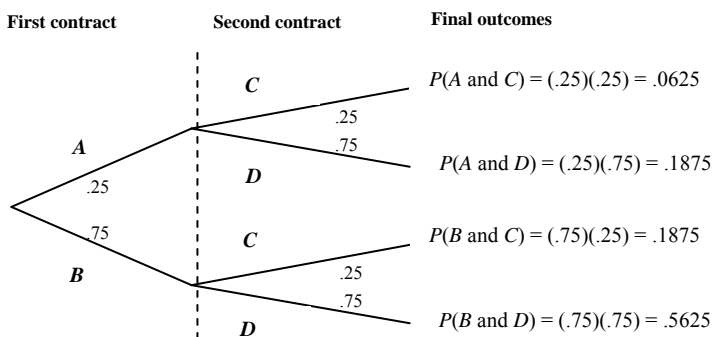 First contract Second contract Final outcomes
C P(A and C) = (.25)(.25) = .0625
.25
A .75
.25 D P(A and D) = (.25)(.75) = .1875
.75 C P(B and C) = (.75)(.25) = .1875
B .25
.75
D P(B and D) = (.75)(.75) = .5625